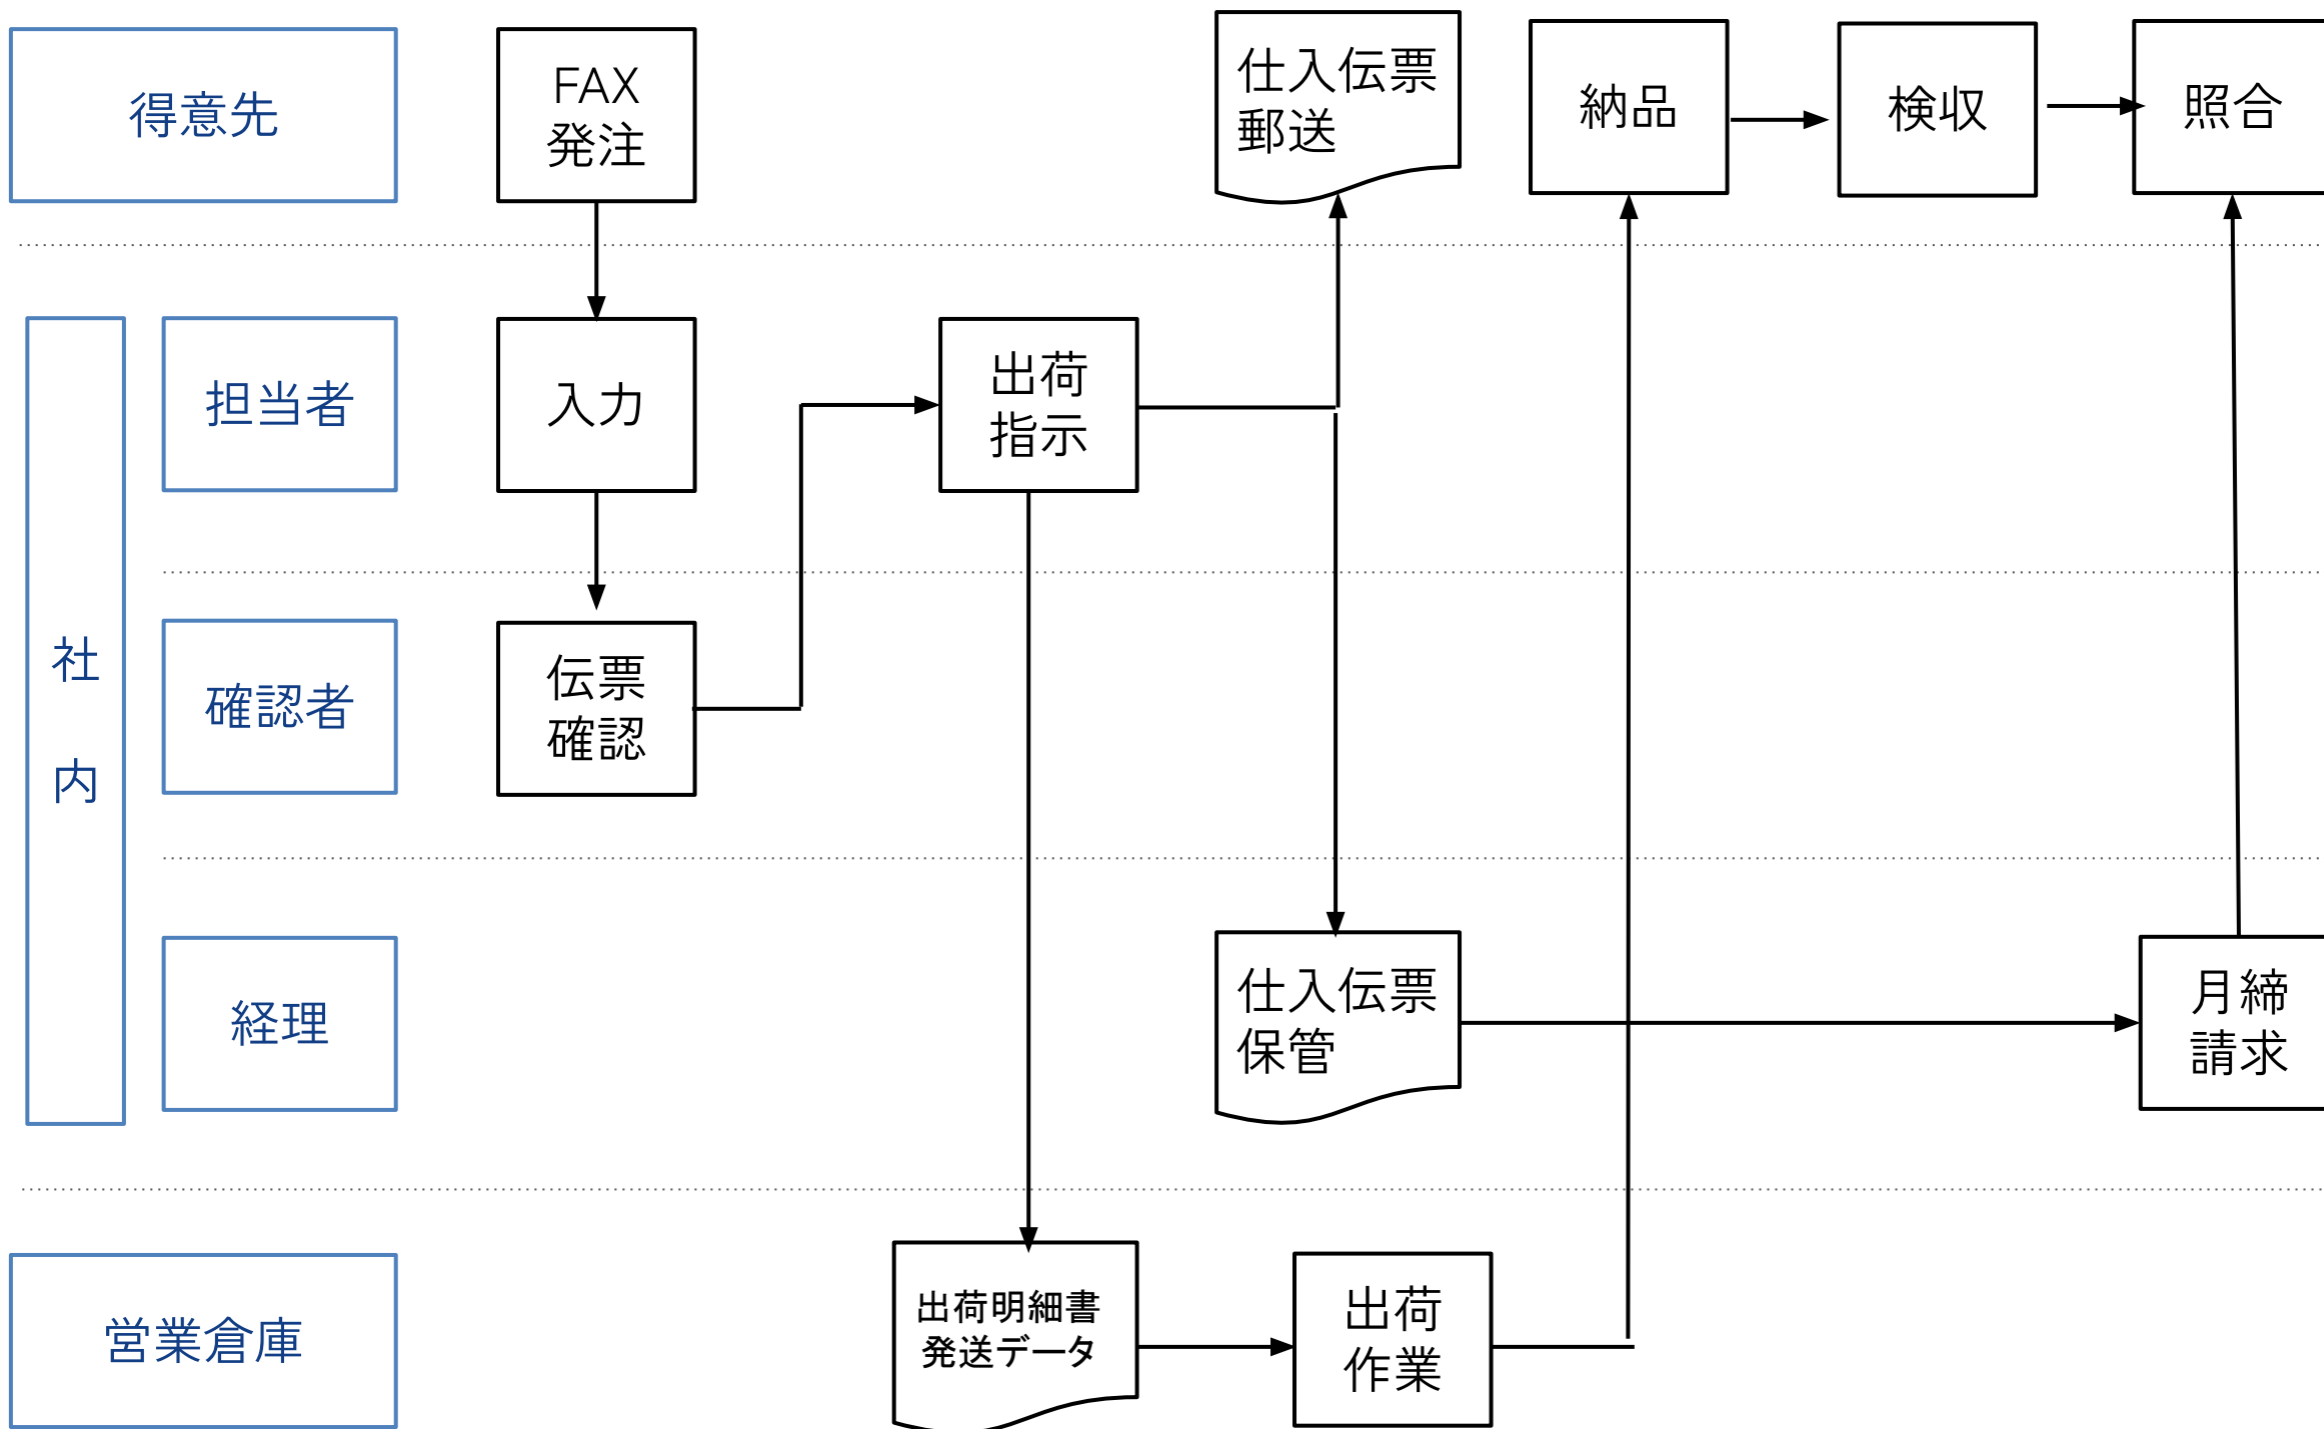 得意先
FAX
発注
仕入伝票
郵送
納品
検収
照合
社
内
担当者
入力
出荷
指示
確認者
伝票
確認
経理
仕入伝票
保管
月締
請求
営業倉庫
出荷明細書
発送データ
出荷
作業